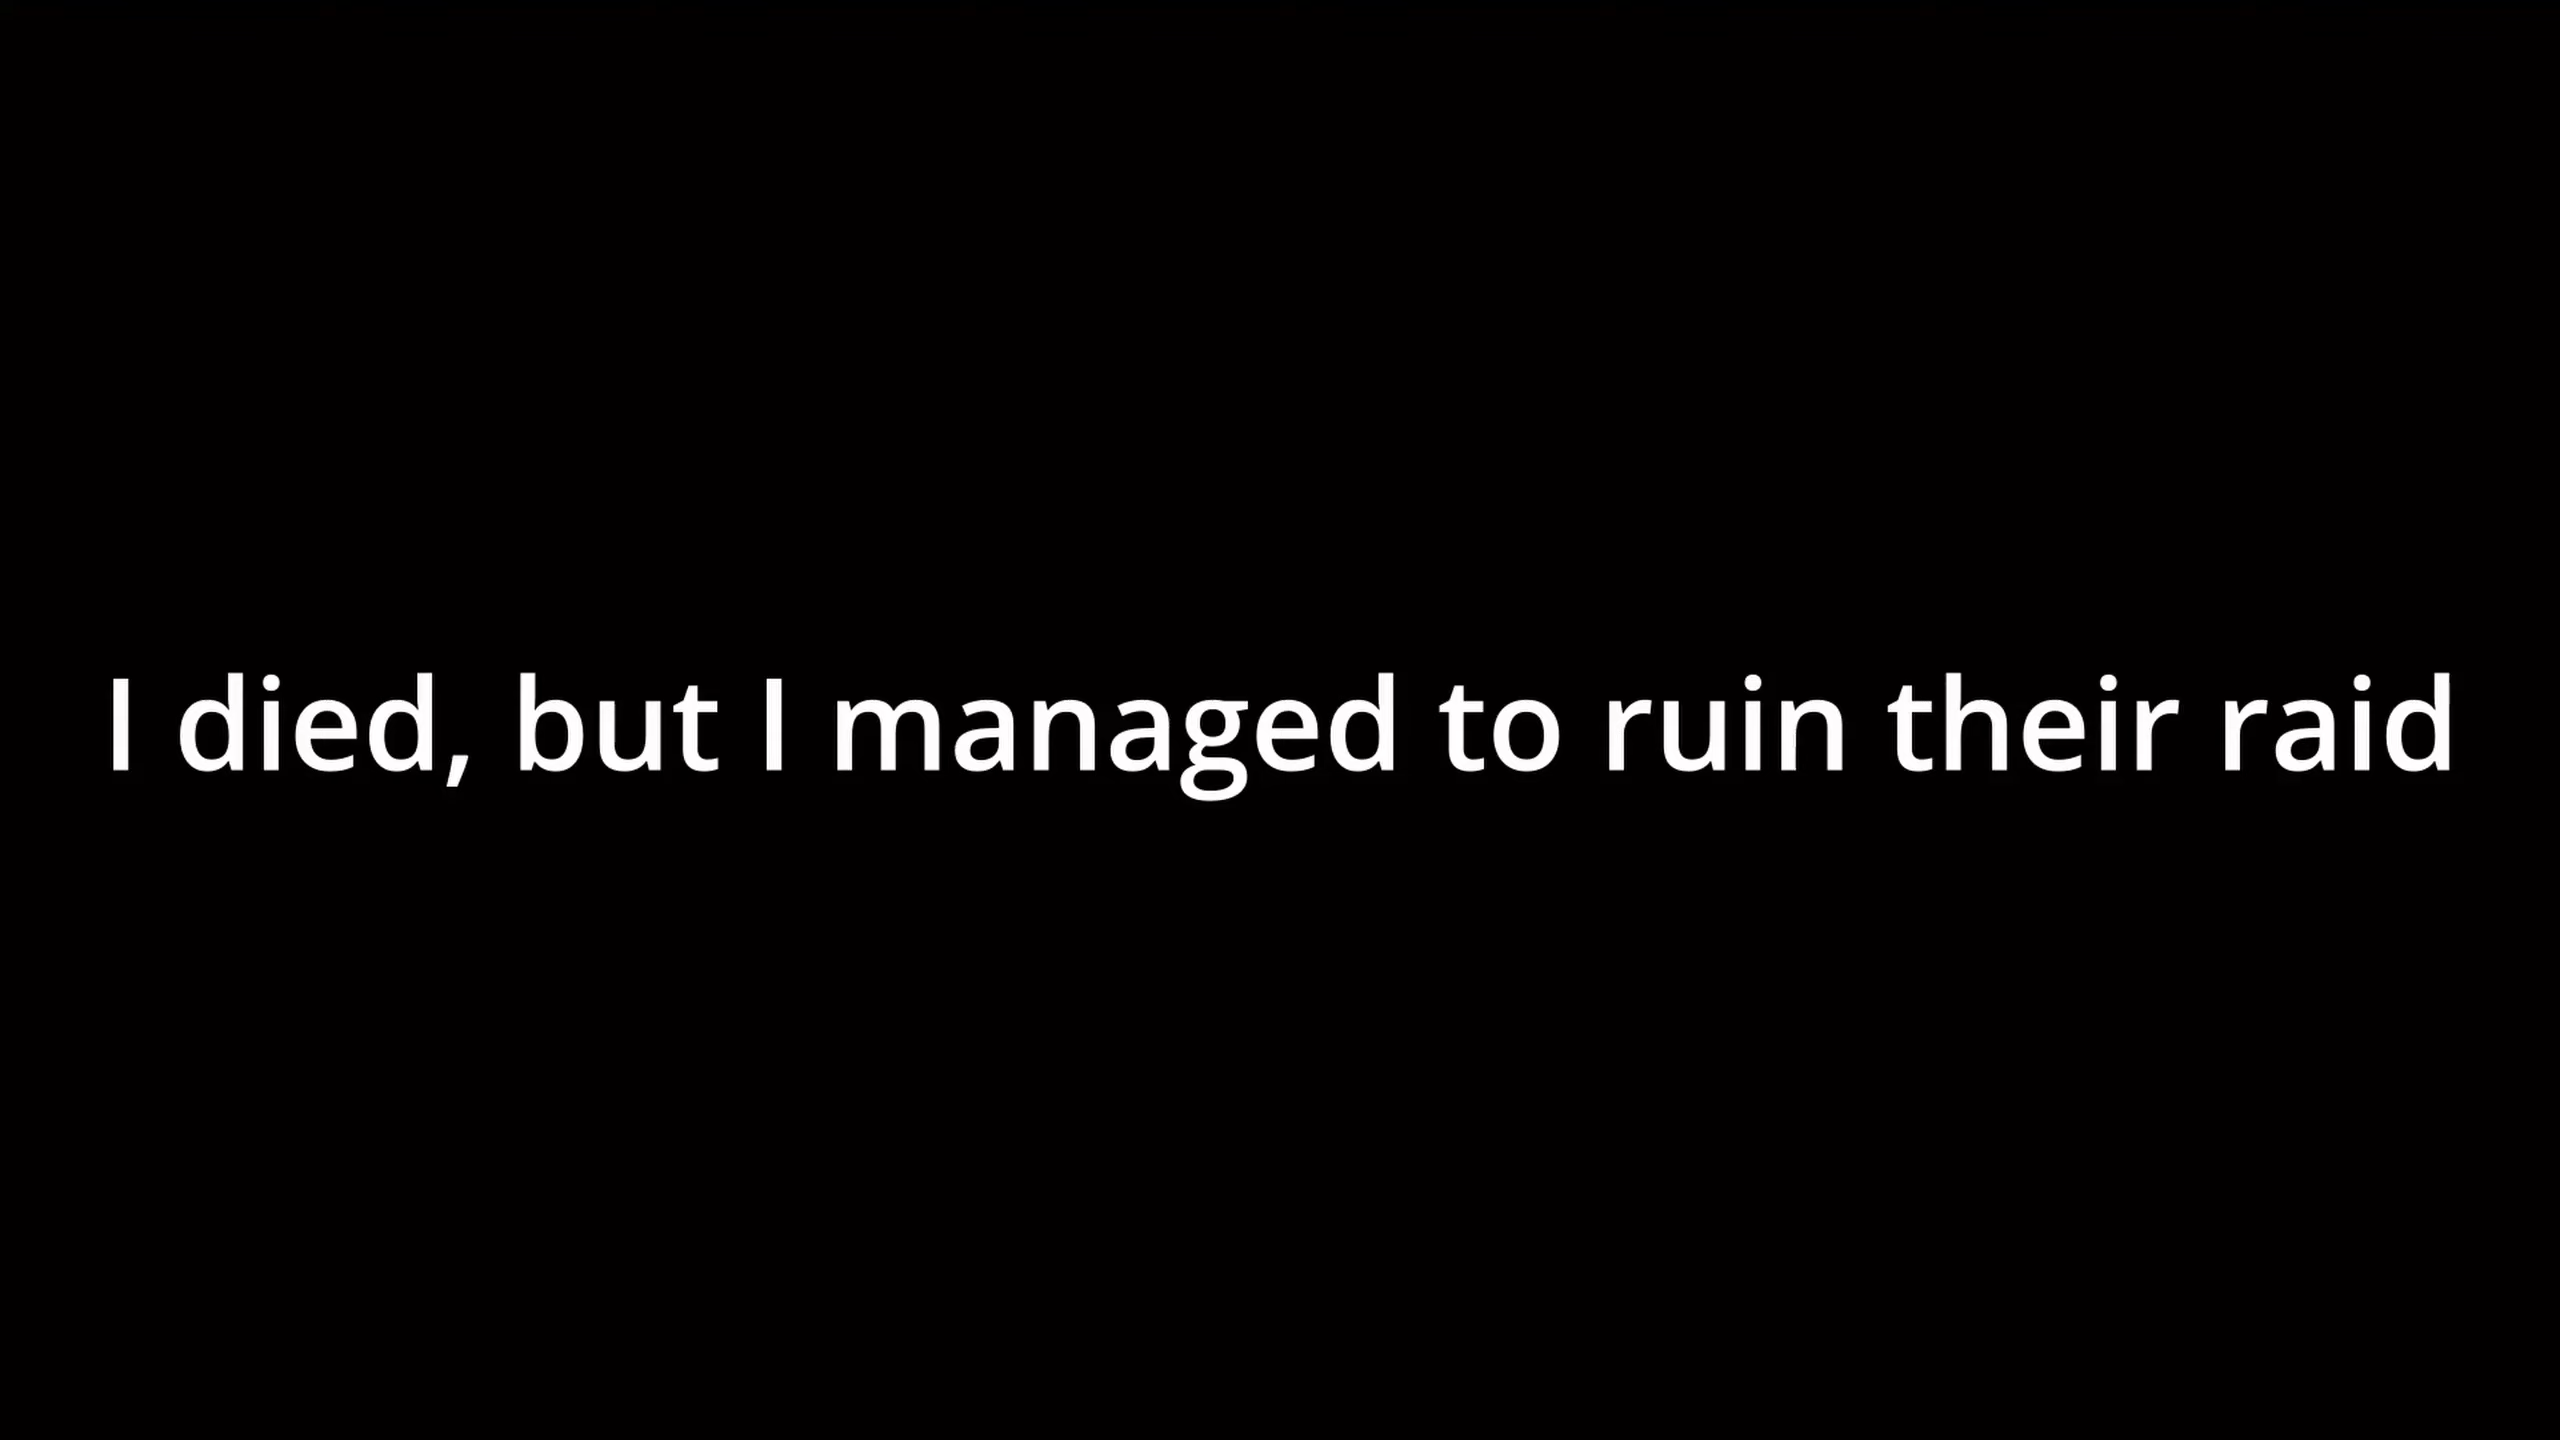 I died, but I managed to ruin their raid